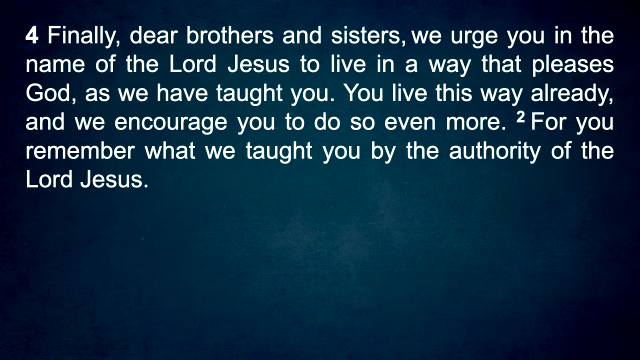 4 Finally, dear brothers and sisters, we urge you in the
name of the Lord Jesus to live in a way that pleases
God, as we have taught you. You live this way already,
and we encourage you to do so even more. 2 For you
remember what we taught you by the authority of the
Lord Jesus.